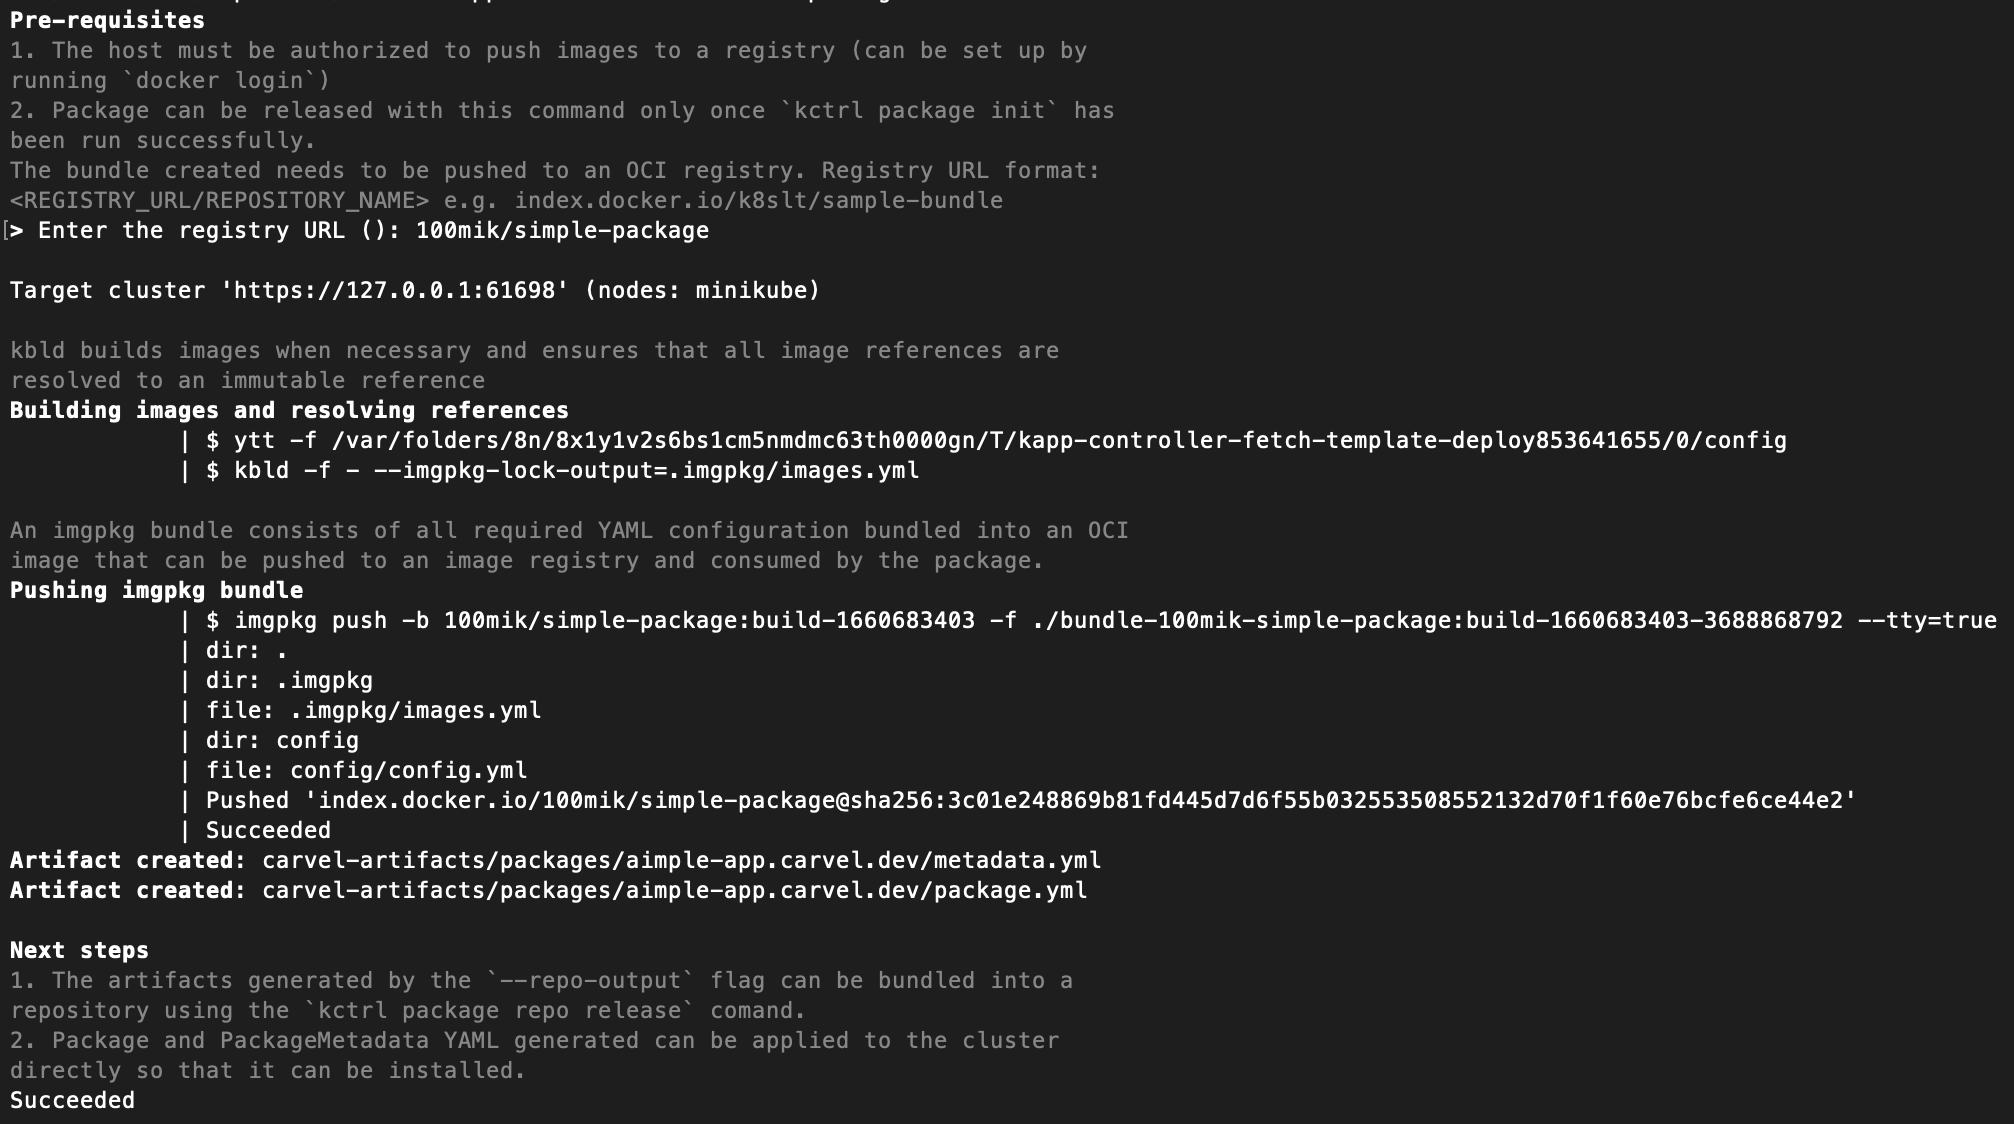 Pre-requisites
1. The host must be authorized to push images to a registry (can be set up by
running `docker login`)
2. Package can be released with this command only once `kctrl package init` has
been run successfully.
The bundle created needs to be pushed to an OCI registry. Registry URL format:
<REGISTRY_URL/REPOSITORY_NAME> e.g. index.docker.io/k8slt/sample-bundle
[> Enter the registry URL (): 100mik/simple-package
Target cluster 'https://127.0.0.1:61698' (nodes: minikube)
kbld builds images when necessary and ensures that all image references are
resolved to an immutable reference
Building images and resolving references
| $ ytt -f /var/folders/8n/8x1y1v2s6bs1cm5nmdmc63th0000gn/T/kapp-controller-fetch-template-deploy853641655/0/config
| $ kbld -f - --imgpkg-lock-output=.imgpkg/images.yml
An imgpkg bundle consists of all required YAML configuration bundled into an OCI
image that can be pushed to an image registry and consumed by the package.
Pushing imgpkg bundle
| $ imgpkg push -b 100mik/simple-package:build-1660683403 -f ./bundle-100mik-simple-package:build-1660683403-3688868792 --tty=true
| dir: .
| dir: .imgpkg
| file: .imgpkg/images.yml
| dir: config
| file: config/config.yml
| Pushed 'index.docker.io/100mik/simple-package@sha256:3c01e248869b81fd445d7d6f55b032553508552132d70f1f60e76bcfe6ce44e2'
| Succeeded
Artifact created: carvel-artifacts/packages/aimple-app.carvel.dev/metadata.yml
Artifact created: carvel-artifacts/packages/aimple-app.carvel.dev/package.yml
Next steps
1. The artifacts generated by the `--repo-output` flag can be bundled into a
repository using the `kctrl package repo release` comand.
2. Package and PackageMetadata YAML generated can be applied to the cluster
directly so that it can be installed.
Succeeded